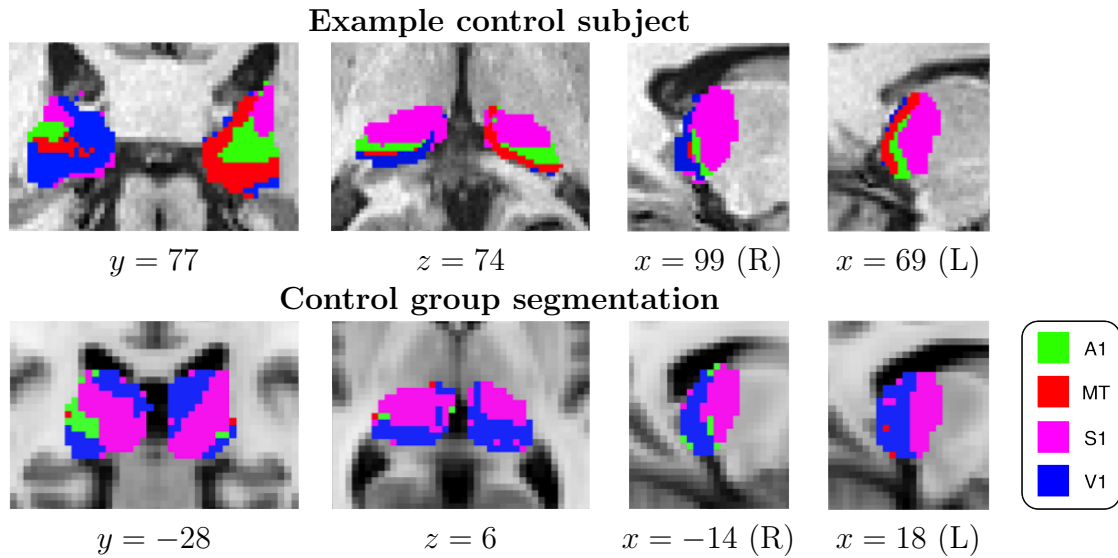 Example control subject
y = 77
z = 74
x = 99 (R)
x = 69 (L)
Control group segmentation
A1
MT
S1
V1
y = −28
z = 6
x = −14 (R)
x = 18 (L)